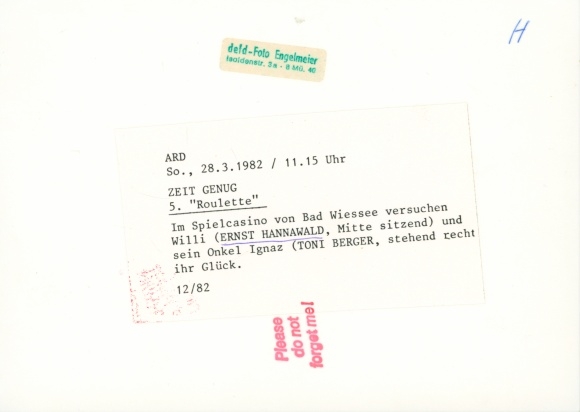 H
defd-Foto Engelmeier
Isoldenstr. 2a - 8 Mü. 40
ARD
So., 28.3.1982 / 11.15 Uhr
ZEIT GENUG
5. "Roulette"
Im Spielcasino von Bad Wiessee versuchen
Willi (ERNST HANNAWALD, Mitte sitzend) und
sein Onkel Ignaz (TONI BERGER, stehend recht
ihr Glück.
12/82
Please
do not
forget me!